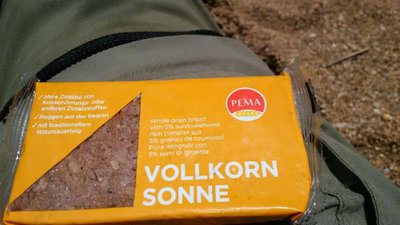 ✓ ohne Zugabe von
Konservierungs- oder
anderen Zusatzstoffen
✓ Roggen aus der Region
✓ mit traditionellem
Natursauerteig
PEMA
Whole grain bread
with 5% sunflowerseed
Pain complet aux
5% graines de tournesol
Pane integrale con
5% semi di girasole
VOLLKORN
SONNE